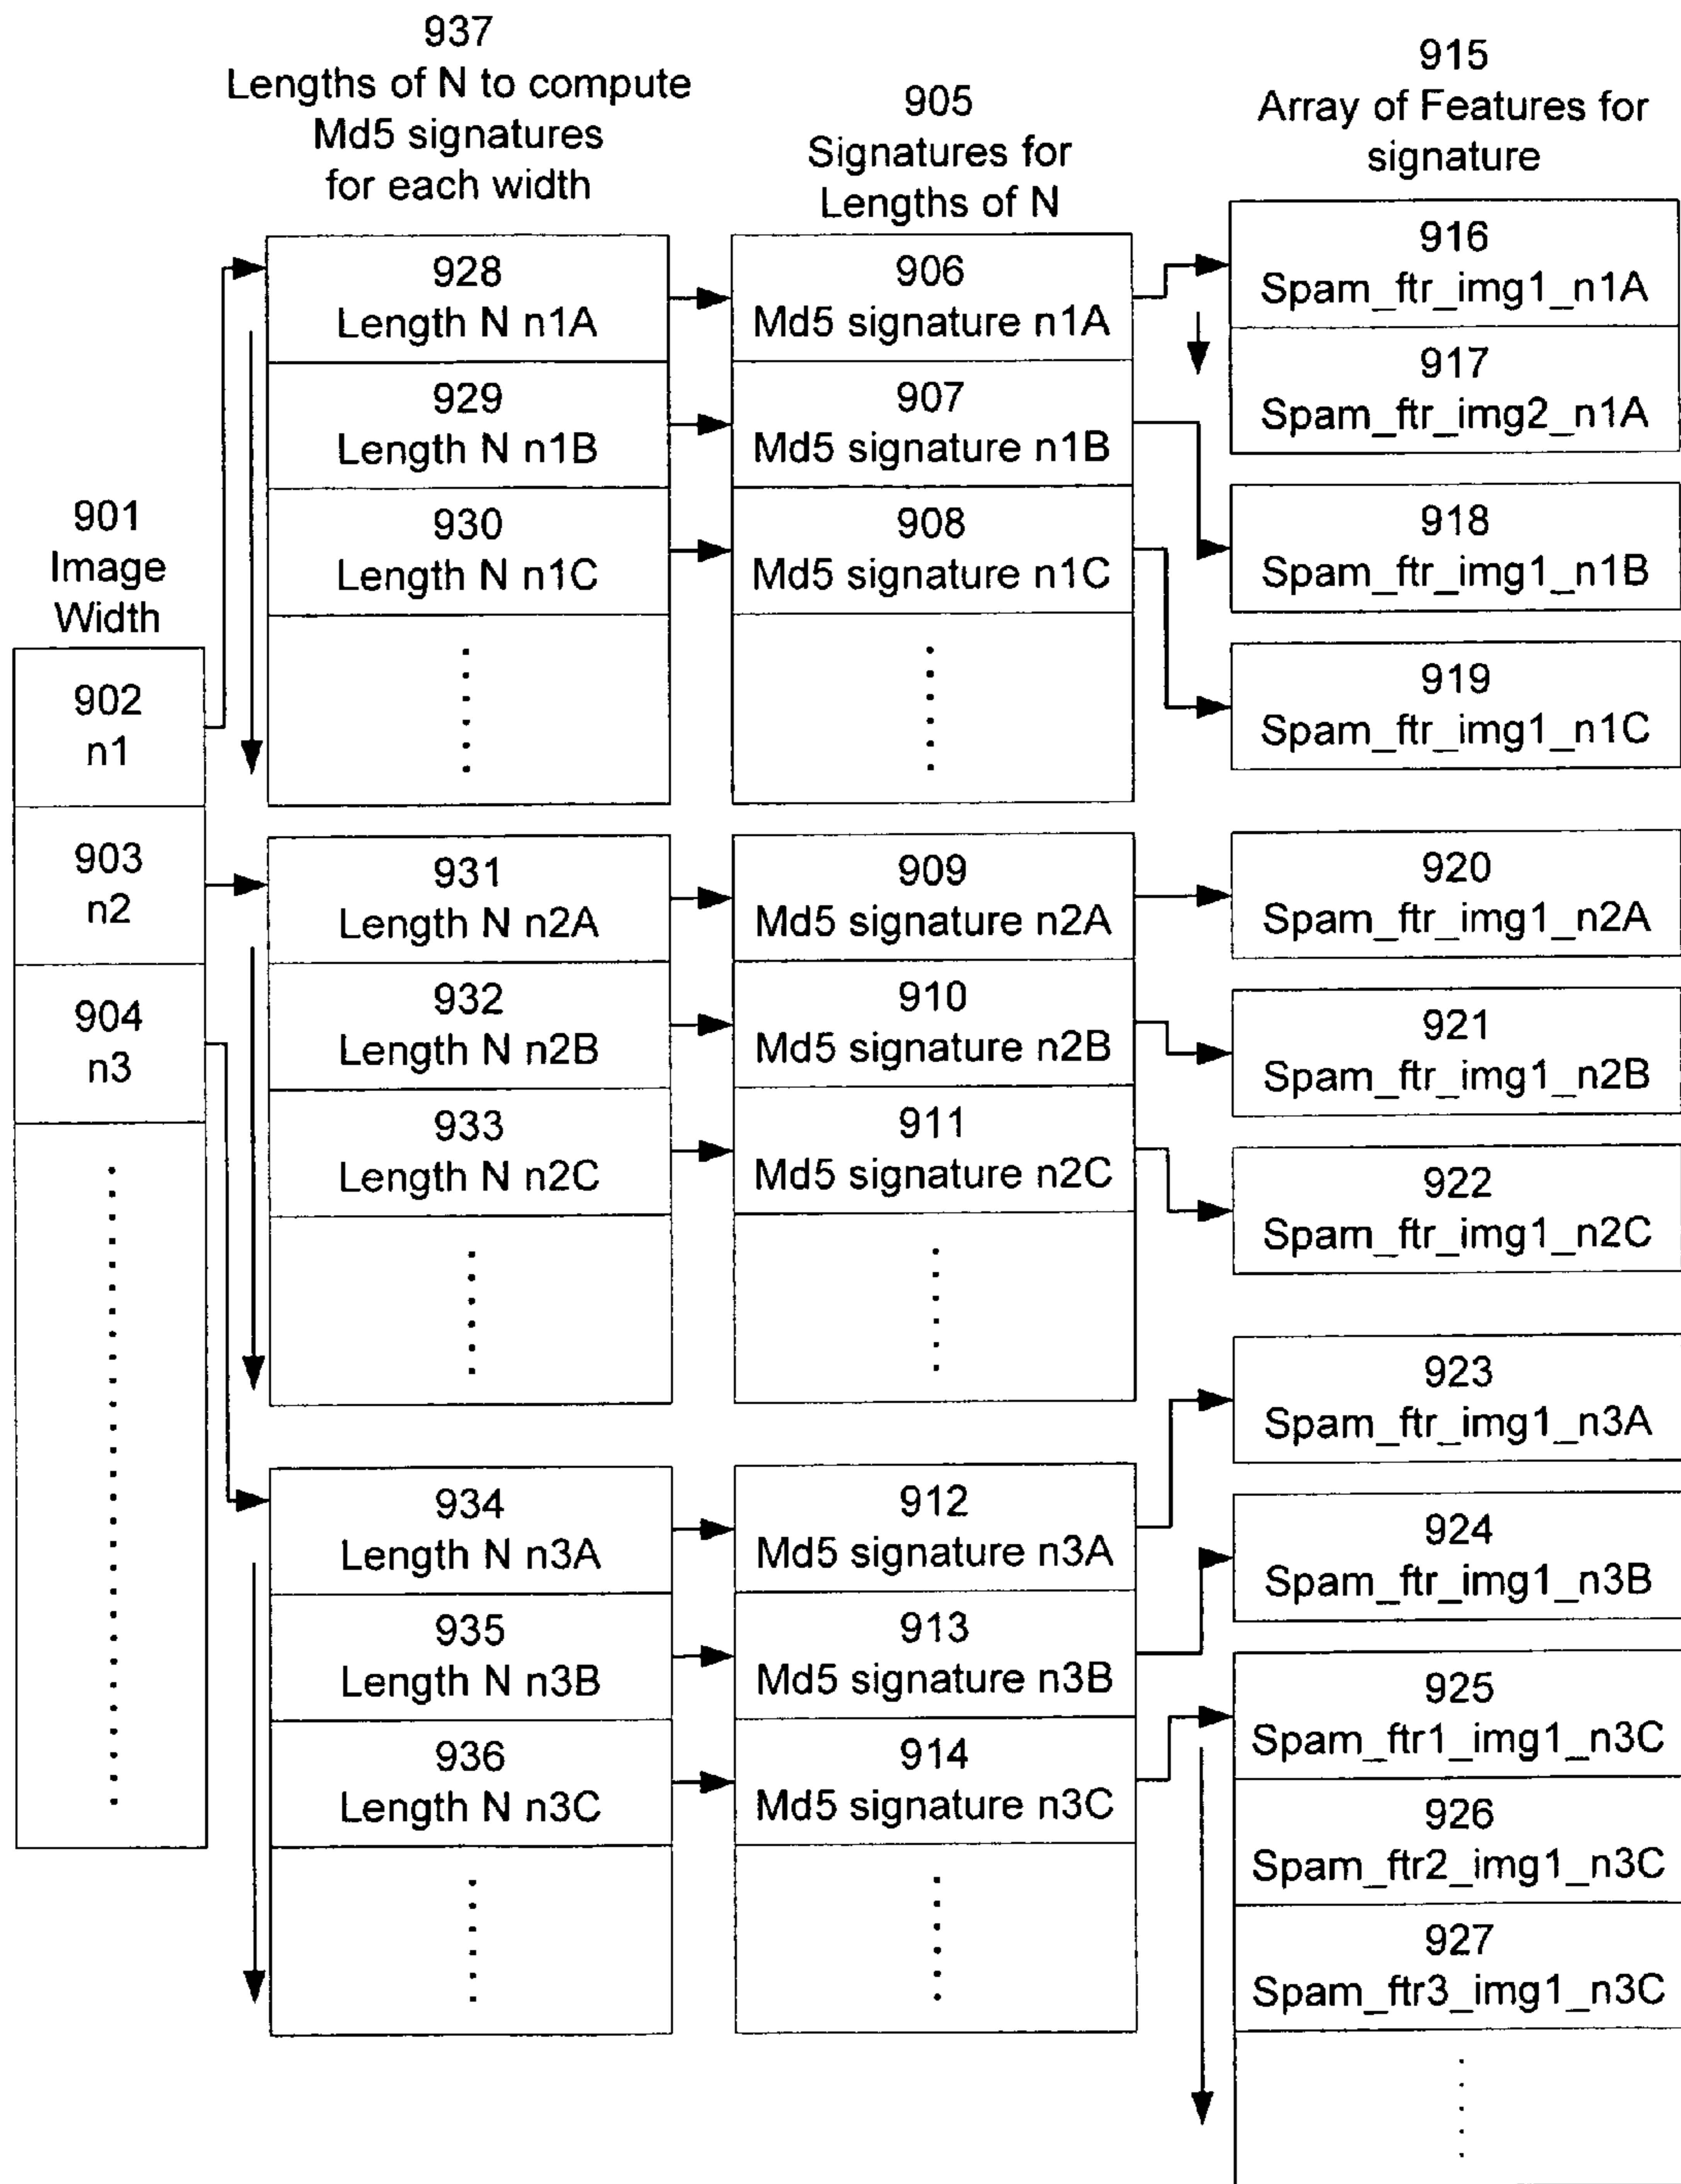 937
Lengths of N to compute
Md5 signatures
for each width
905
Signatures for
Lengths of N
915
Array of Features for
signature
901
Image
Width
902
n1
903
n2
904
n3
928
Length N n1A
929
Length N n1B
930
Length N n1C
931
Length N n2A
932
Length N n2B
933
Length N n2C
934
Length N n3A
935
Length N n3B
936
Length N n3C
906
Md5 signature n1A
907
Md5 signature n1B
908
Md5 signature n1C
909
Md5 signature n2A
910
Md5 signature n2B
911
Md5 signature n2C
912
Md5 signature n3A
913
Md5 signature n3B
914
Md5 signature n3C
916
Spam_ftr_img1_n1A
917
Spam_ftr_img2_n1A
918
Spam_ftr_img1_n1B
919
Spam_ftr_img1_n1C
920
Spam_ftr_img1_n2A
921
Spam_ftr_img1_n2B
922
Spam_ftr_img1_n2C
923
Spam_ftr_img1_n3A
924
Spam_ftr_img1_n3B
925
Spam_ftr1_img1_n3C
926
Spam_ftr2_img1_n3C
927
Spam_ftr3_img1_n3C